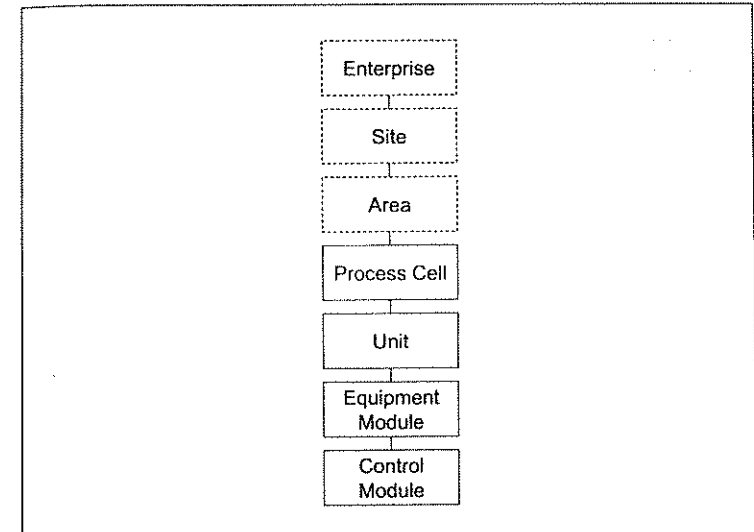 Enterprise
Site
Area
Process Cell
Unit
Equipment
Module
Control
Module